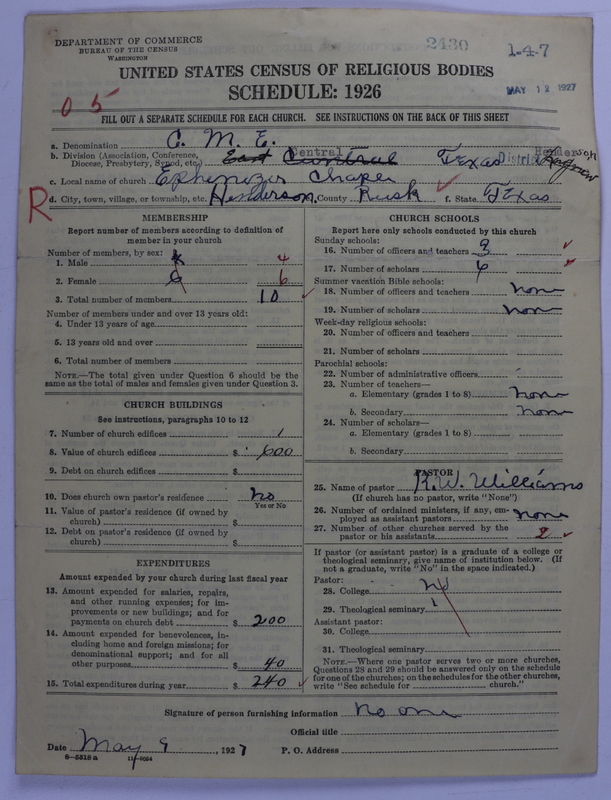 DEPARTMENT OF COMMERCE
BUREAU OF THE CENSUS
WASHINGTON
2430
1-4-7
UNITED STATES CENSUS OF RELIGIOUS BODIES
SCHEDULE: 1926
MAY 12 1927
05
FILL OUT A SEPARATE SCHEDULE FOR EACH CHURCH. SEE INSTRUCTIONS ON THE BACK OF THIS SHEET
a. Denomination C. M. E.
b. Division (Association, Conference, Diocese, Presbytery, Synod, etc.) East Central Central Texas District Henderson
c. Local name of church Ephenizer Chapel
R
d. City, town, village, or township, etc. Henderson County Rusk f. State Texas
MEMBERSHIP
Report number of members according to definition of member in your church
Number of members, by sex:
1. Male 4 4
2. Female 6 6
3. Total number of members 10
Number of members under and over 13 years old:
4. Under 13 years of age
5. 13 years old and over
6. Total number of members
NOTE.—The total given under Question 6 should be the same as the total of males and females given under Question 3.
CHURCH BUILDINGS
See instructions, paragraphs 10 to 12
7. Number of church edifices 1
8. Value of church edifices $ 600
9. Debt on church edifices $
10. Does church own pastor's residence No
Yes or No
11. Value of pastor's residence (if owned by church) $
12. Debt on pastor's residence (if owned by church) $
EXPENDITURES
Amount expended by your church during last fiscal year
13. Amount expended for salaries, repairs, and other running expenses; for improvements or new buildings; and for payments on church debt $ 200
14. Amount expended for benevolences, including home and foreign missions; for denominational support; and for all other purposes $ 40
15. Total expenditures during year $ 240
CHURCH SCHOOLS
Report here only schools conducted by this church
Sunday schools:
16. Number of officers and teachers 3
17. Number of scholars 6
Summer vacation Bible schools:
18. Number of officers and teachers none
19. Number of scholars none
Week-day religious schools:
20. Number of officers and teachers
21. Number of scholars
Parochial schools:
22. Number of administrative officers
23. Number of teachers—
a. Elementary (grades 1 to 8) none
b. Secondary none
24. Number of scholars—
a. Elementary (grades 1 to 8)
b. Secondary
PASTOR
25. Name of pastor R. W. Williams
(If church has no pastor, write "None")
26. Number of ordained ministers, if any, employed as assistant pastors none
27. Number of other churches served by the pastor or his assistants 2
If pastor (or assistant pastor) is a graduate of a college or theological seminary, give name of institution below. (If not a graduate, write "No" in the space indicated.)
Pastor:
28. College No
29. Theological seminary
Assistant pastor:
30. College
31. Theological seminary
NOTE.—Where one pastor serves two or more churches, Questions 28 and 29 should be answered only on the schedule for one of the churches; on the schedules for the other churches, write "See schedule for church."
Signature of person furnishing information no one
Official title
Date May 9, 1927 P. O. Address
8—5318 a 11—9034